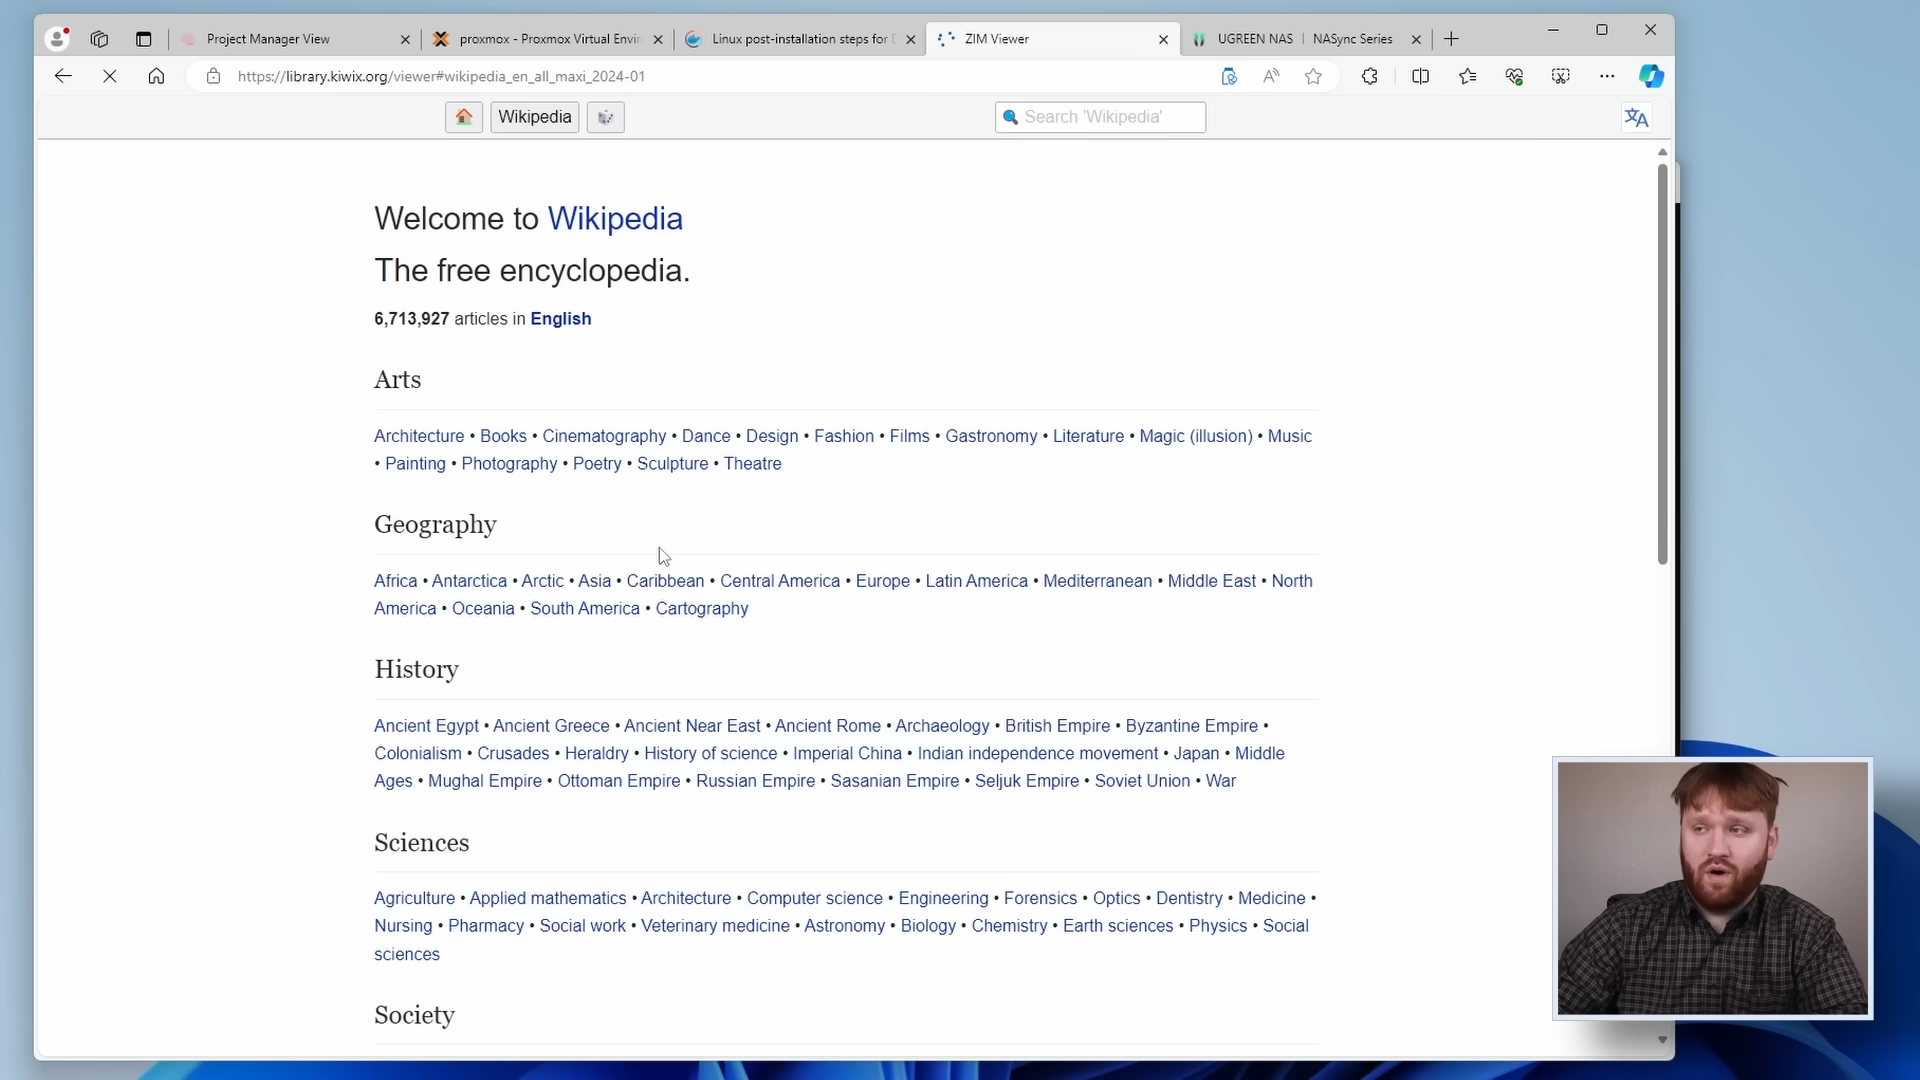 Project Manager View
proxmox - Proxmox Virtual Envir
Linux post-installation steps for D
ZIM Viewer
UGREEN NAS | NASync Series
https://library.kiwix.org/viewer#wikipedia_en_all_maxi_2024-01
Wikipedia
Search 'Wikipedia'
Welcome to Wikipedia
The free encyclopedia.
6,713,927 articles in English
Arts
Architecture • Books • Cinematography • Dance • Design • Fashion • Films • Gastronomy • Literature • Magic (illusion) • Music
• Painting • Photography • Poetry • Sculpture • Theatre
Geography
Africa • Antarctica • Arctic • Asia • Caribbean • Central America • Europe • Latin America • Mediterranean • Middle East • North
America • Oceania • South America • Cartography
History
Ancient Egypt • Ancient Greece • Ancient Near East • Ancient Rome • Archaeology • British Empire • Byzantine Empire •
Colonialism • Crusades • Heraldry • History of science • Imperial China • Indian independence movement • Japan • Middle
Ages • Mughal Empire • Ottoman Empire • Russian Empire • Sasanian Empire • Seljuk Empire • Soviet Union • War
Sciences
Agriculture • Applied mathematics • Architecture • Computer science • Engineering • Forensics • Optics • Dentistry • Medicine •
Nursing • Pharmacy • Social work • Veterinary medicine • Astronomy • Biology • Chemistry • Earth sciences • Physics • Social
sciences
Society